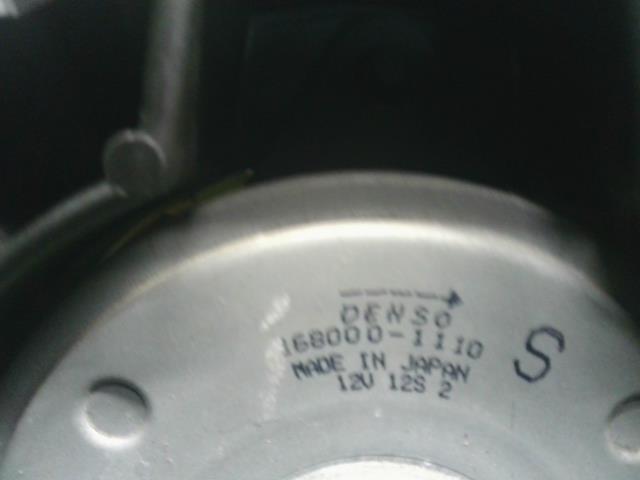 DENSO
168000-1110
MADE IN JAPAN
12V 12S 2
S